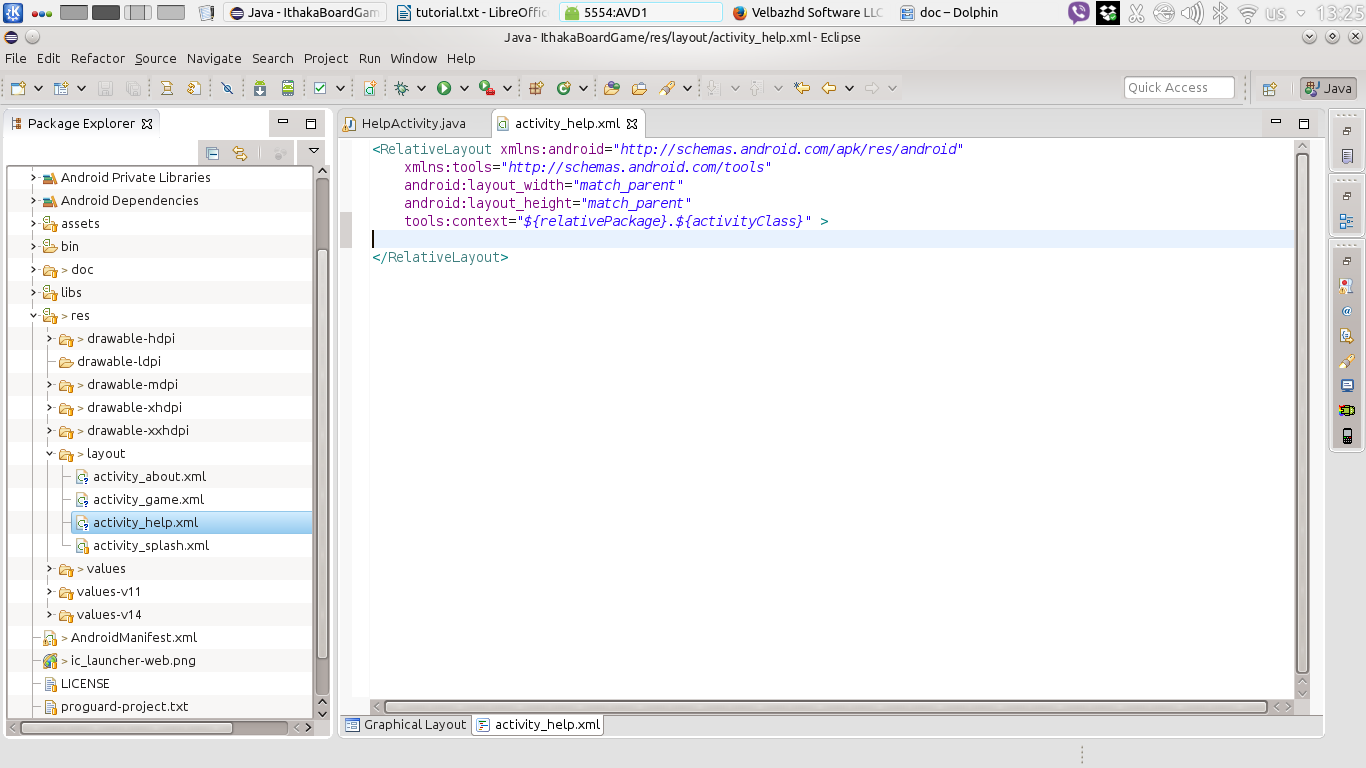 Java - IthakaBoardGam
tutorial.txt - LibreOffic
5554:AVD1
Velbazhd Software LLC
doc – Dolphin
us
13:25
Java - IthakaBoardGame/res/layout/activity_help.xml - Eclipse
File Edit Refactor Source Navigate Search Project Run Window Help
Quick Access
Java
Package Explorer
HelpActivity.java
activity_help.xml
Android Private Libraries
Android Dependencies
assets
bin
> doc
libs
> res
> drawable-hdpi
drawable-ldpi
> drawable-mdpi
> drawable-xhdpi
> drawable-xxhdpi
> layout
activity_about.xml
activity_game.xml
activity_help.xml
activity_splash.xml
> values
values-v11
values-v14
> AndroidManifest.xml
> ic_launcher-web.png
LICENSE
proguard-project.txt
<RelativeLayout xmlns:android="http://schemas.android.com/apk/res/android"
xmlns:tools="http://schemas.android.com/tools"
android:layout_width="match_parent"
android:layout_height="match_parent"
tools:context="${relativePackage}.${activityClass}" >
</RelativeLayout>
Graphical Layout
activity_help.xml